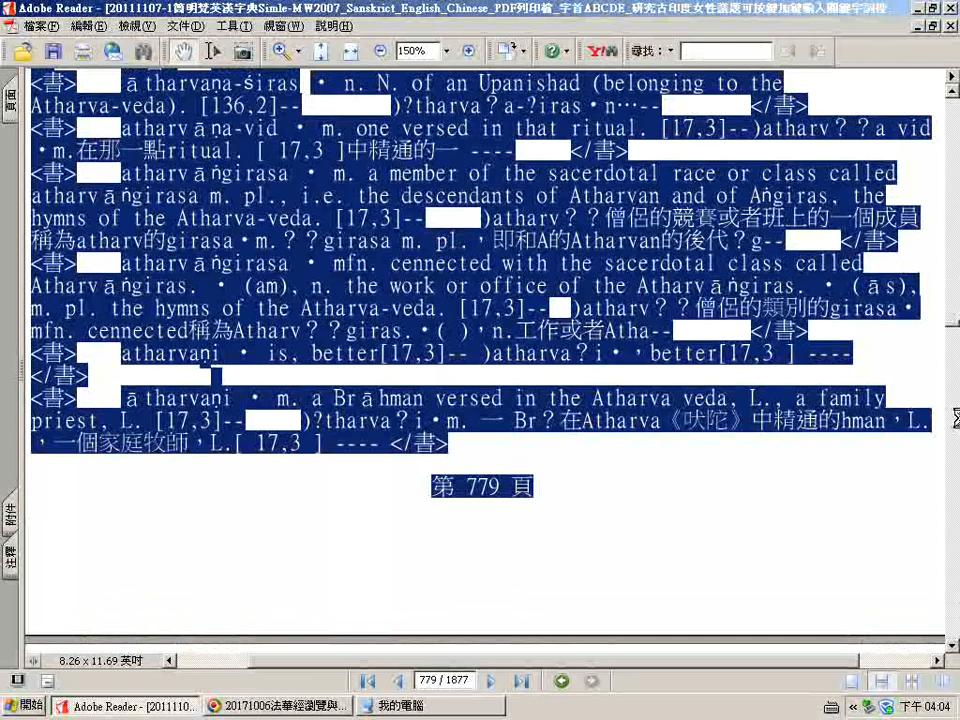 Adobe Reader - [20111107-1簡明梵英漢字典Simle-MW2007_Sanskrict_English_Chinese_PDF列印檔_字首ABCDE_研究古印度女性議題可按鍵鍵輸入關鍵字詞搜
檔案(F) 編輯(E) 檢視(V) 文件(D) 工具(T) 視窗(W) 說明(H)
150% Y! 尋找：
頁面
<書> ātharvaṇa-śiras • n. N. of an Upanishad (belonging to the
Atharva-veda). [136,2]-- )?tharva？a-?iras•n…-- </書>
<書> atharvāṇa-vid • m. one versed in that ritual. [17,3]--)atharv？？a vid
•m.在那一點ritual. [ 17,3 ]中精通的一 ---- </書>
<書> atharvāṅgirasa • m. a member of the sacerdotal race or class called
atharvāṅgirasa m. pl., i.e. the descendants of Atharvan and of Aṅgiras, the
hymns of the Atharva-veda. [17,3]-- )atharv？？僧侶的競賽或者班上的一個成員
稱為atharv的girasa•m.？？girasa m. pl.，即和A的Atharvan的後代？g-- </書>
<書> atharvāṅgirasa • mfn. cennected with the sacerdotal class called
Atharvāṅgiras. • (am), n. the work or office of the Atharvāṅgiras. • (ās),
m. pl. the hymns of the Atharva-veda. [17,3]-- )atharv？？僧侶的類別的girasa•
mfn. cennected稱為Atharv？？giras.•( )，n.工作或者Atha-- </書>
<書> atharvaṇi • is, better[17,3]-- )atharva？i•，better[17,3 ] ----
</書>
<書> ātharvaṇi • m. a Brāhman versed in the Atharva veda, L., a family
priest, L. [17,3]-- )?tharva？i•m. 一 Br？在Atharva《吠陀》中精通的hman，L.
，一個家庭牧師，L.[ 17,3 ] ---- </書>
第 779 頁
附件
注釋
8.26 x 11.69 英吋
779 / 1877
開始 Adobe Reader - [2011110... 20171006法華經瀏覽與... 我的電腦 下午 04:04